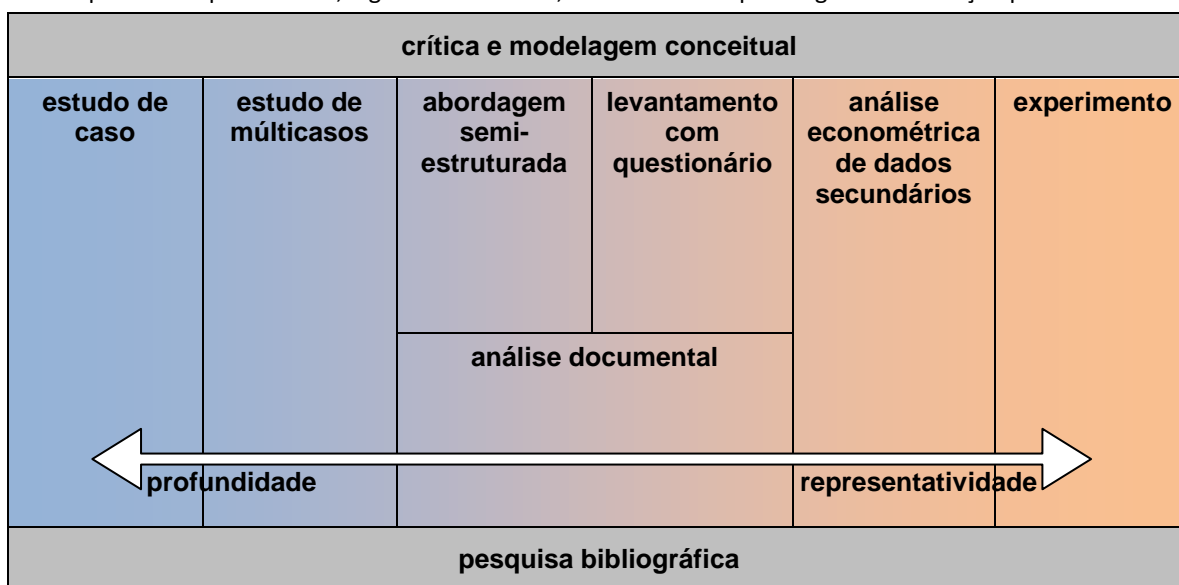 crítica e modelagem conceitual
estudo de
caso
estudo de
múlticasos
abordagem
semi-
estruturada
levantamento
com
questionário
análise
econométrica
de dados
secundários
experimento
análise documental
profundidade
representatividade
pesquisa bibliográfica